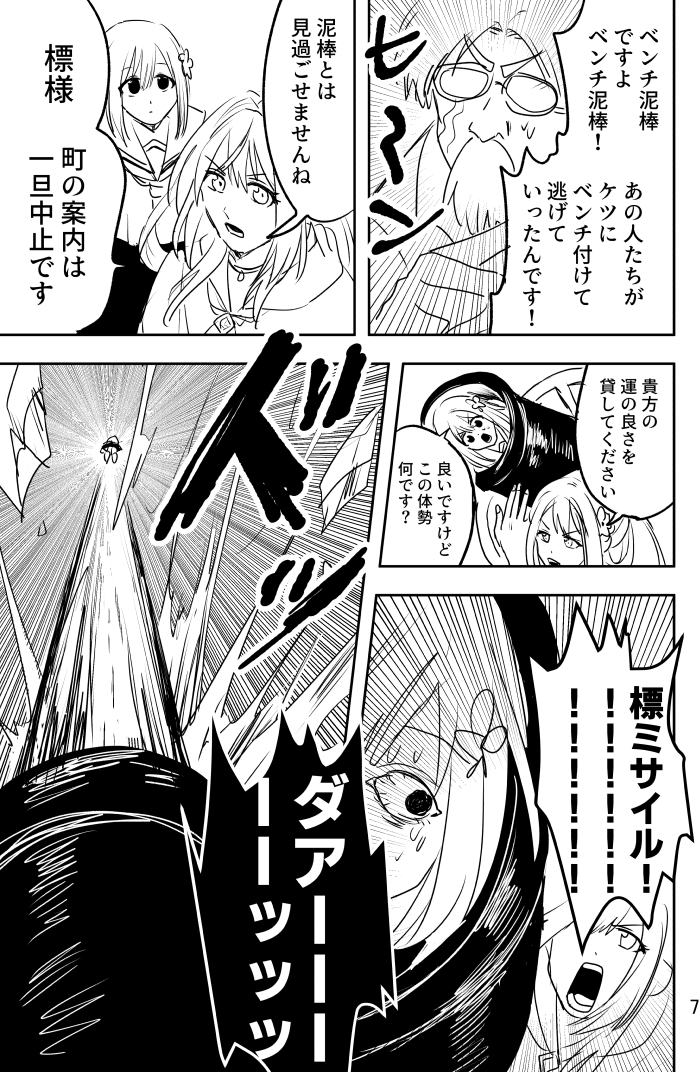 ベンチ泥棒
ですよ
ベンチ泥棒！
あの人たちが
ケツに
ベンチ付けて
逃げて
いったんです！
ヒ〜ン
泥棒とは
見過ごせませんね
標様
町の案内は
一旦中止です
貴方の
運の良さを
貸してください
良いですけど
この体勢
何です？
標ミサイル！
！！！！！！！
！！！！！！！
ダァーーー
ーーッッッ
ズドッッ
7